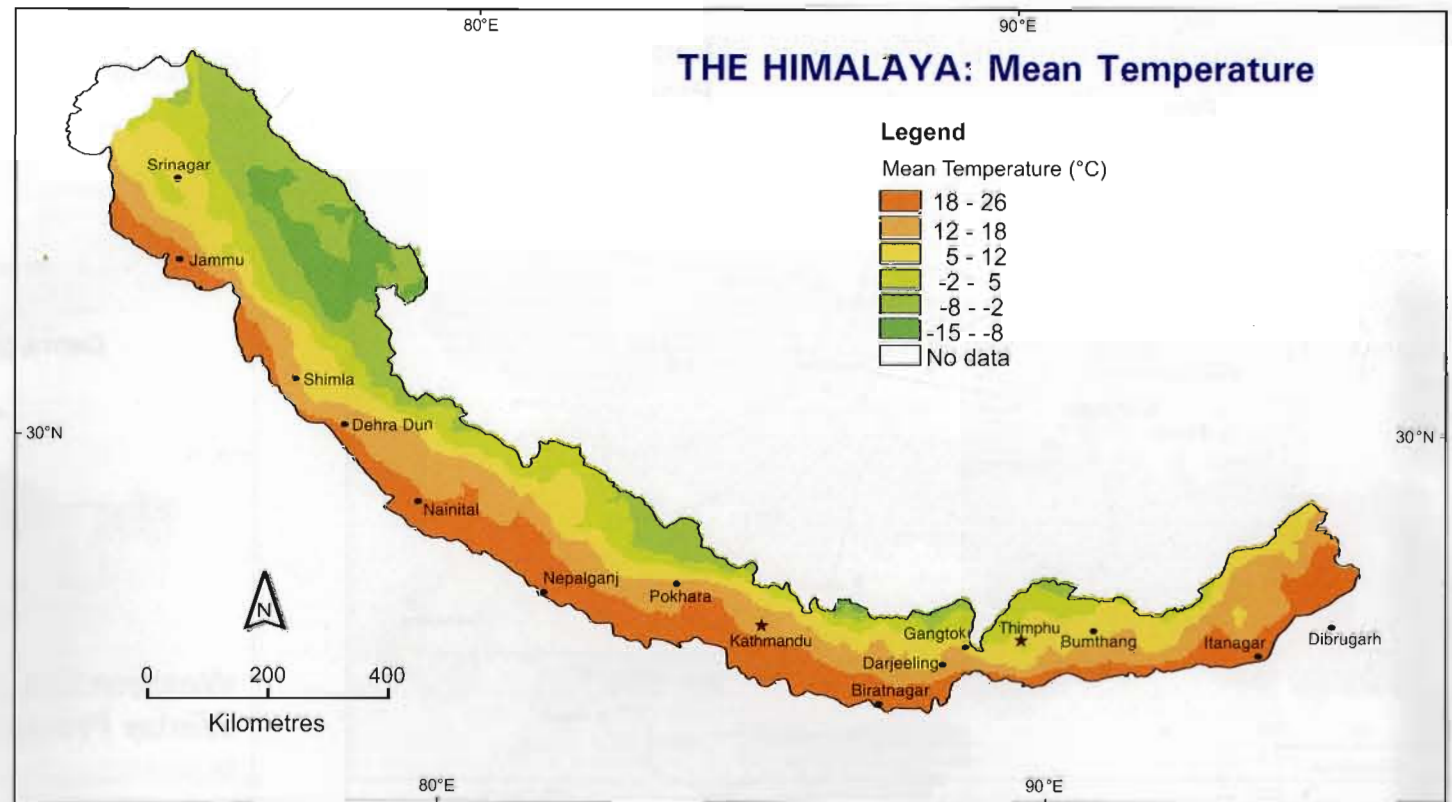 80°E
90°E
THE HIMALAYA: Mean Temperature
Legend
Mean Temperature (°C)
18 - 26
12 - 18
5 - 12
-2 - 5
-8 - -2
-15 - -8
No data
Srinagar
Jammu
Shimla
Dehra Dun
30°N
30°N
Nainital
Nepalganj
Pokhara
Kathmandu
Gangtok
Thimphu
Bumthang
Itanagar
Dibrugarh
Darjeeling
Biratnagar
N
0 200 400
Kilometres
80°E
90°E